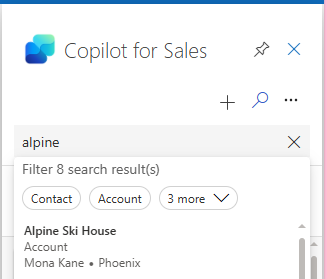 Copilot for Sales
alpine
Filter 8 search result(s)
Contact
Account
3 more
Alpine Ski House
Account
Mona Kane • Phoenix